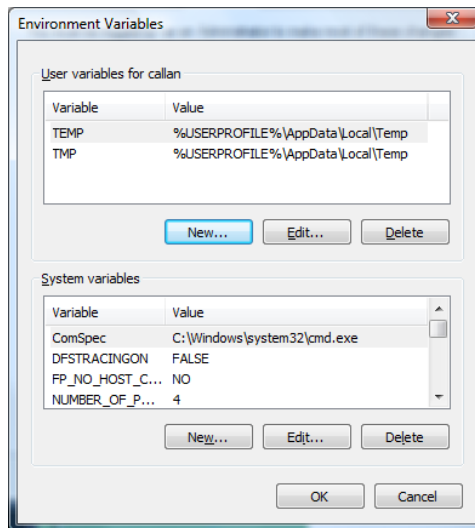 Environment Variables
User variables for callan
Variable Value
TEMP %USERPROFILE%\AppData\Local\Temp
TMP %USERPROFILE%\AppData\Local\Temp
New... Edit... Delete
System variables
Variable Value
ComSpec C:\Windows\system32\cmd.exe
DFSTRACINGON FALSE
FP_NO_HOST_C... NO
NUMBER_OF_P... 4
New... Edit... Delete
OK Cancel